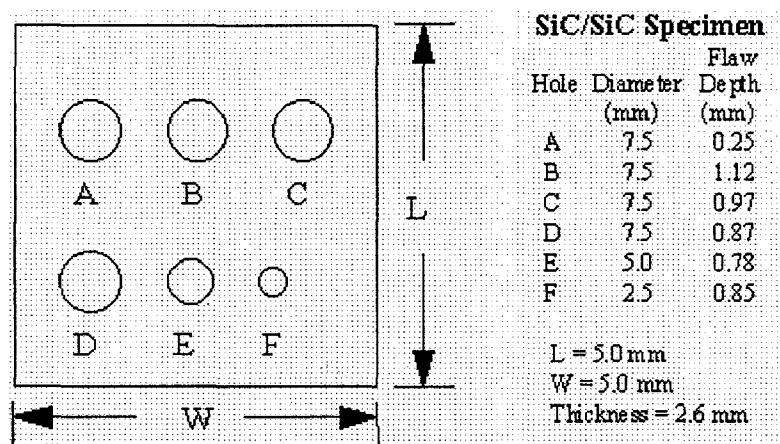 A B C
D E F
L
W
SiC/SiC Specimen
Flaw
Hole Diameter Depth
(mm) (mm)
A 7.5 0.25
B 7.5 1.12
C 7.5 0.97
D 7.5 0.87
E 5.0 0.78
F 2.5 0.85
L = 5.0 mm
W = 5.0 mm
Thickness = 2.6 mm